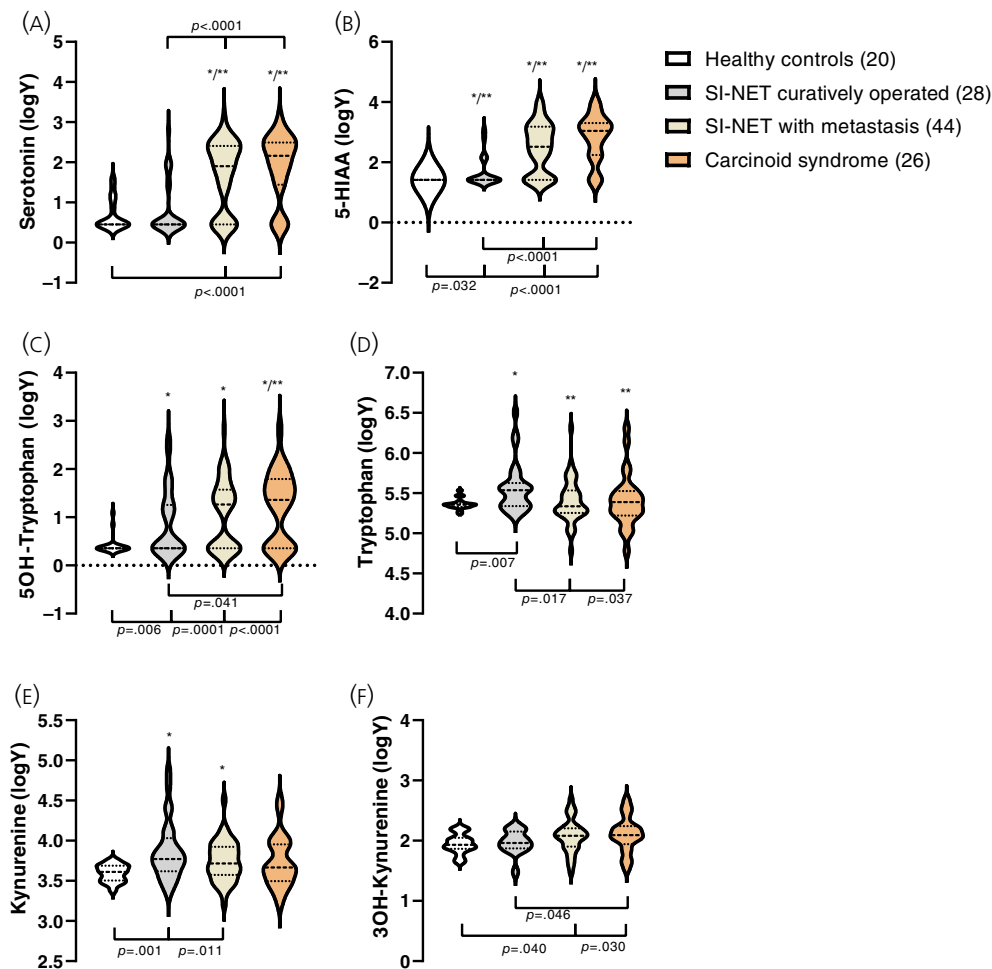 (A)
p<.0001
5
4
3
2
1
0
–1
Serotonin (logY)
*/**
*/**
p<.0001
(B)
6
4
2
0
–2
5-HIAA (logY)
*/**
*/**
*/**
p<.0001
p=.032
p<.0001
Healthy controls (20)
SI-NET curatively operated (28)
SI-NET with metastasis (44)
Carcinoid syndrome (26)
(C)
4
3
2
1
0
–1
5OH-Tryptophan (logY)
*
*
*/**
p=.041
p=.006
p=.0001
p<.0001
(D)
7.0
6.5
6.0
5.5
5.0
4.5
4.0
Tryptophan (logY)
*
**
**
p=.007
p=.017
p=.037
(E)
5.5
5.0
4.5
4.0
3.5
3.0
2.5
Kynurenine (logY)
*
*
p=.001
p=.011
(F)
4
3
2
1
0
3OH-Kynurenine (logY)
p=.046
p=.040
p=.030